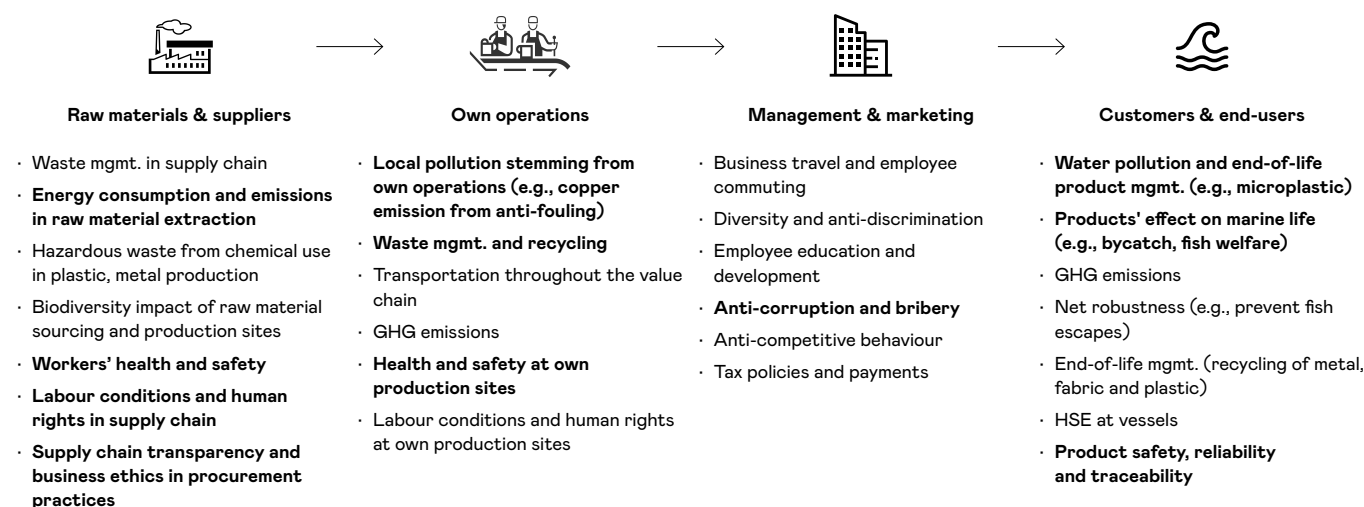 Raw materials & suppliers
· Waste mgmt. in supply chain
· Energy consumption and emissions
in raw material extraction
· Hazardous waste from chemical use
in plastic, metal production
· Biodiversity impact of raw material
sourcing and production sites
· Workers’ health and safety
· Labour conditions and human
rights in supply chain
· Supply chain transparency and
business ethics in procurement
practices
Own operations
· Local pollution stemming from
own operations (e.g., copper
emission from anti-fouling)
· Waste mgmt. and recycling
· Transportation throughout the value
chain
· GHG emissions
· Health and safety at own
production sites
· Labour conditions and human rights
at own production sites
Management & marketing
· Business travel and employee
commuting
· Diversity and anti-discrimination
· Employee education and
development
· Anti-corruption and bribery
· Anti-competitive behaviour
· Tax policies and payments
Customers & end-users
· Water pollution and end-of-life
product mgmt. (e.g., microplastic)
· Products' effect on marine life
(e.g., bycatch, fish welfare)
· GHG emissions
· Net robustness (e.g., prevent fish
escapes)
· End-of-life mgmt. (recycling of metal,
fabric and plastic)
· HSE at vessels
· Product safety, reliability
and traceability